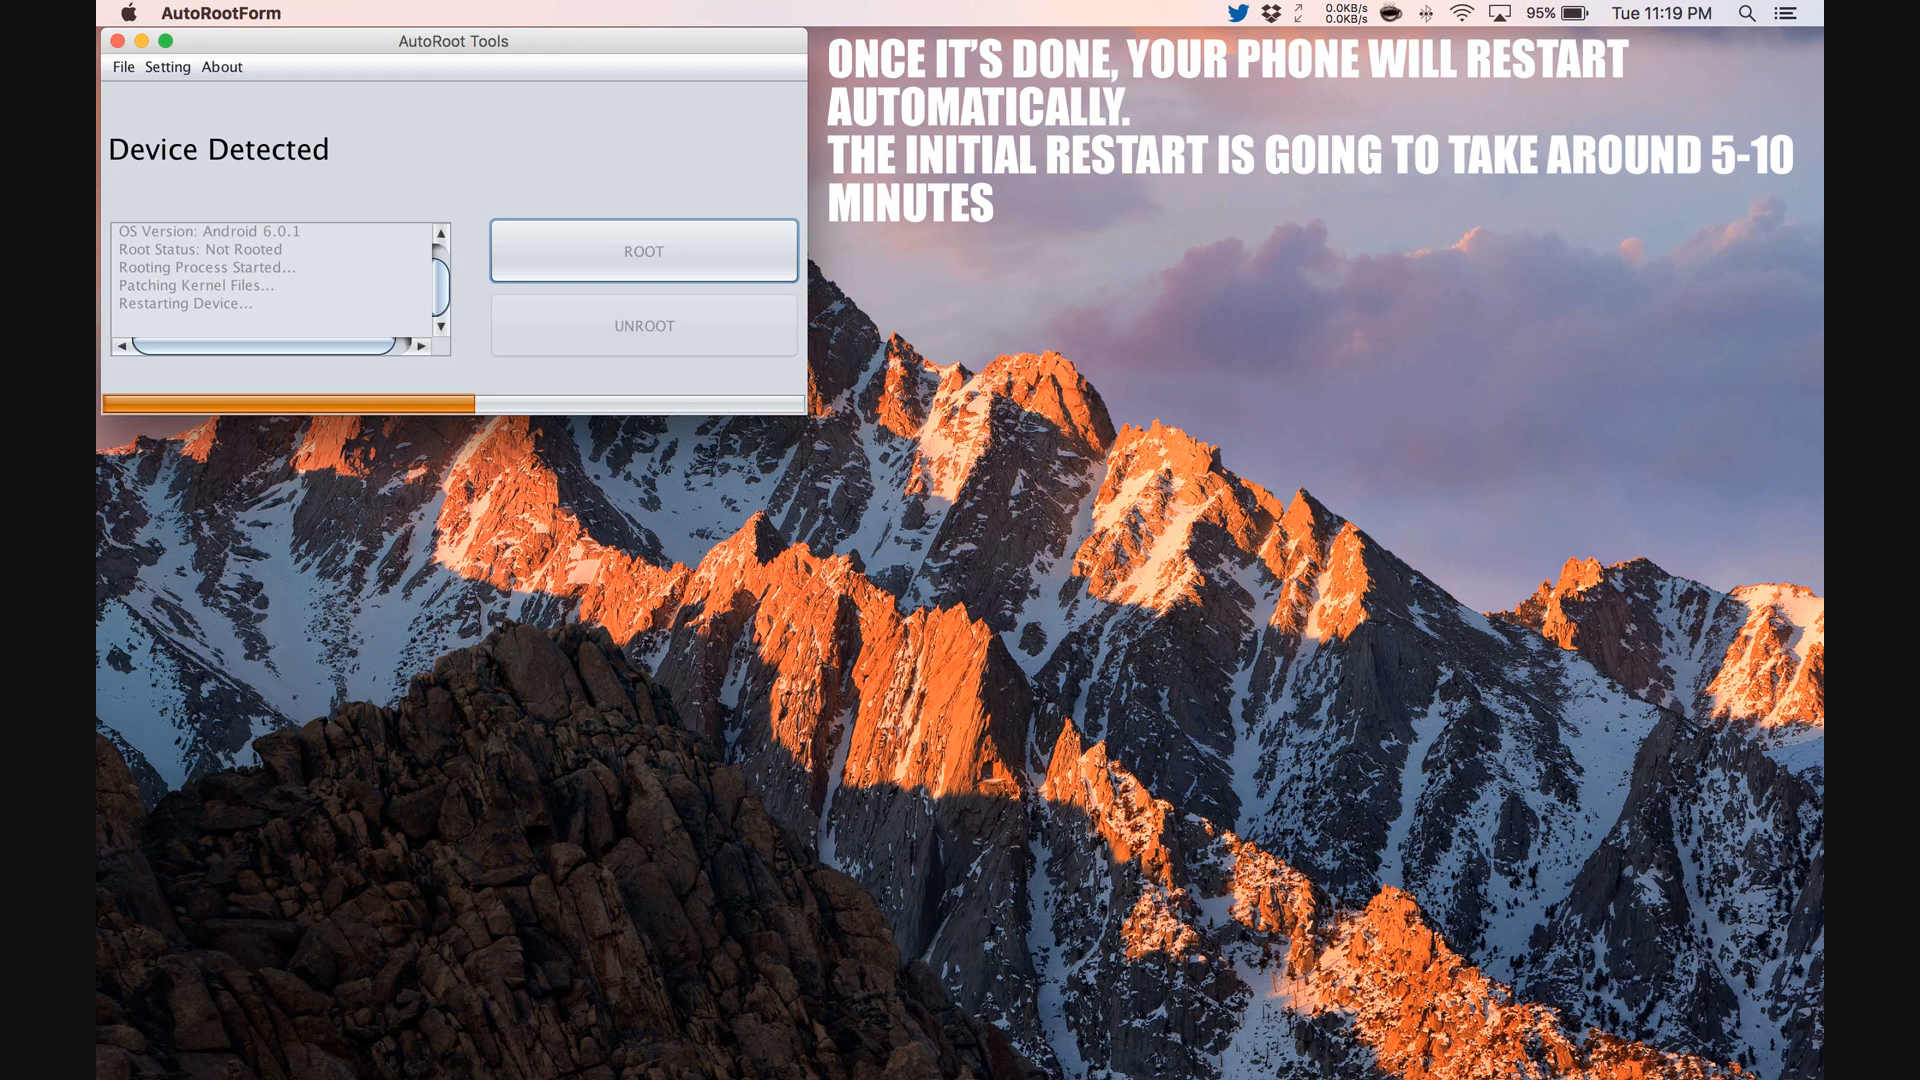 AutoRootForm
0.0KB/s
0.0KB/s
95%
Tue 11:19 PM
AutoRoot Tools
File Setting About
Device Detected
OS Version: Android 6.0.1
Root Status: Not Rooted
Rooting Process Started...
Patching Kernel Files...
Restarting Device...
ROOT
UNROOT
ONCE IT’S DONE, YOUR PHONE WILL RESTART
AUTOMATICALLY.
THE INITIAL RESTART IS GOING TO TAKE AROUND 5-10
MINUTES